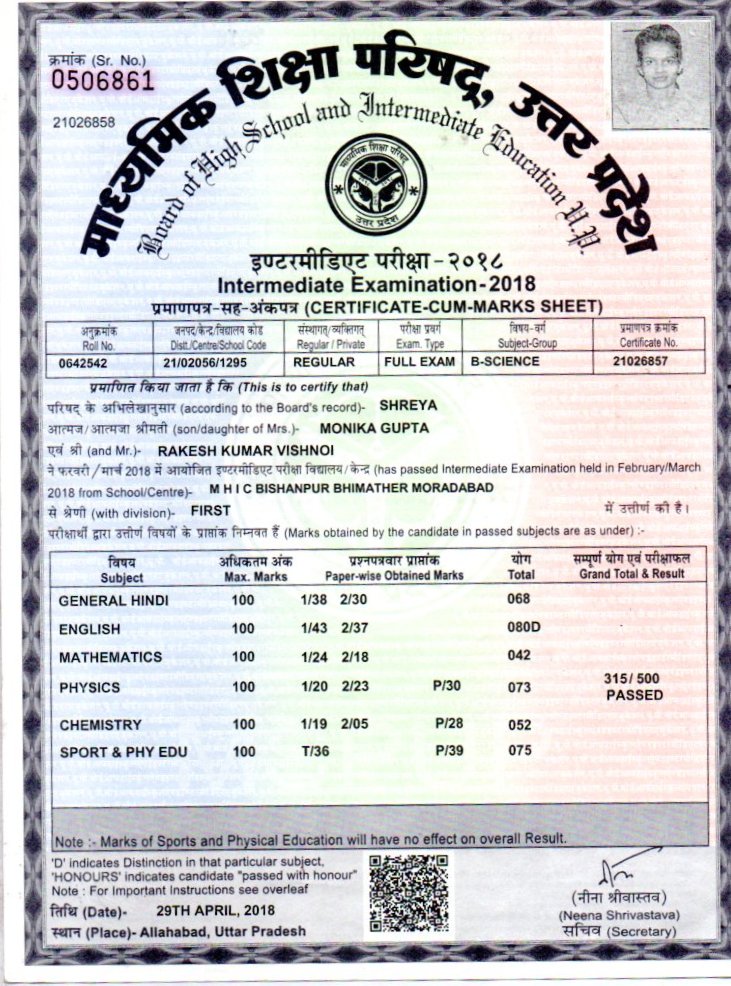 क्रमांक (Sr. No.)
0506861
21026858
माध्यमिक शिक्षा परिषद्, उत्तर प्रदेश
Board of High School and Intermediate Education U.P.
माध्यमिक शिक्षा परिषद्
उत्तर प्रदेश
इण्टरमीडिएट परीक्षा-२०१८
Intermediate Examination-2018
प्रमाणपत्र-सह-अंकपत्र (CERTIFICATE-CUM-MARKS SHEET)
अनुक्रमांक जनपद/केन्द्र/विद्यालय कोड संस्थागत/व्यक्तिगत परीक्षा प्रवर्ग विषय-वर्ग प्रमाणपत्र क्रमांक
Roll No. Distt./Centre/School Code Regular / Private Exam. Type Subject-Group Certificate No.
0642542 21/02056/1295 REGULAR FULL EXAM B-SCIENCE 21026857
प्रमाणित किया जाता है कि (This is to certify that)
परिषद् के अभिलेखानुसार (according to the Board's record)- SHREYA
आत्मज/आत्मजा श्रीमती (son/daughter of Mrs.)- MONIKA GUPTA
एवं श्री (and Mr.)- RAKESH KUMAR VISHNOI
ने फरवरी/मार्च 2018 में आयोजित इण्टरमीडिएट परीक्षा विद्यालय/केन्द्र (has passed Intermediate Examination held in February/March
2018 from School/Centre)- M H I C BISHANPUR BHIMATHER MORADABAD
से श्रेणी (with division)- FIRST में उत्तीर्ण की है।
परीक्षार्थी द्वारा उत्तीर्ण विषयों के प्राप्तांक निम्नवत हैं (Marks obtained by the candidate in passed subjects are as under) :-
विषय अधिकतम अंक प्रश्नपत्रवार प्राप्तांक योग सम्पूर्ण योग एवं परीक्षाफल
Subject Max. Marks Paper-wise Obtained Marks Total Grand Total & Result
GENERAL HINDI 100 1/38 2/30 068
ENGLISH 100 1/43 2/37 080D
MATHEMATICS 100 1/24 2/18 042
PHYSICS 100 1/20 2/23 P/30 073 315/ 500
PASSED
CHEMISTRY 100 1/19 2/05 P/28 052
SPORT & PHY EDU 100 T/36 P/39 075
Note :- Marks of Sports and Physical Education will have no effect on overall Result.
'D' indicates Distinction in that particular subject,
'HONOURS' indicates candidate "passed with honour"
Note : For Important Instructions see overleaf
तिथि (Date)- 29TH APRIL, 2018
स्थान (Place)- Allahabad, Uttar Pradesh
(नीना श्रीवास्तव)
(Neena Shrivastava)
सचिव (Secretary)